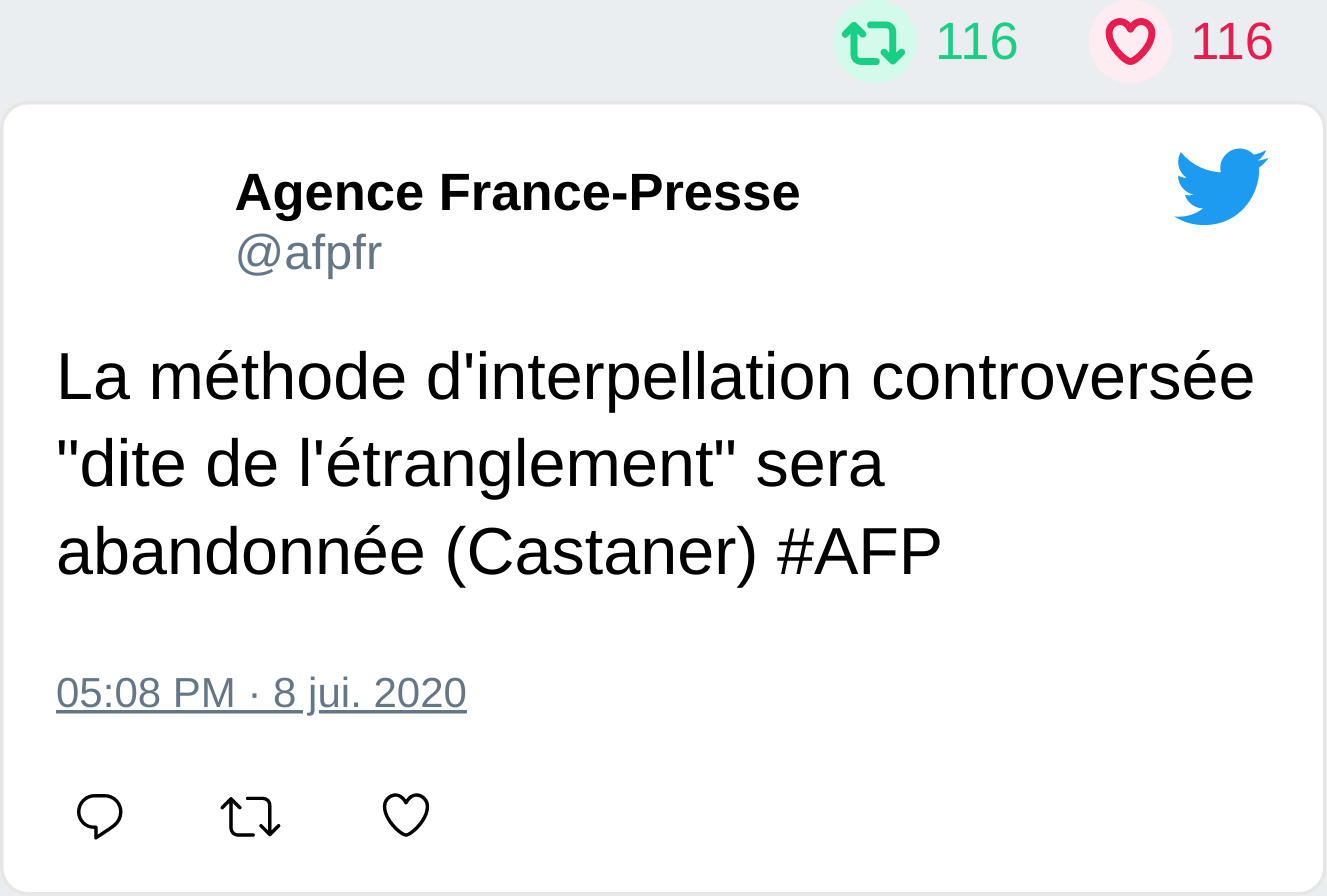 116 116
Agence France-Presse
@afpfr
La méthode d'interpellation controversée
"dite de l'étranglement" sera
abandonnée (Castaner) #AFP
05:08 PM · 8 jui. 2020